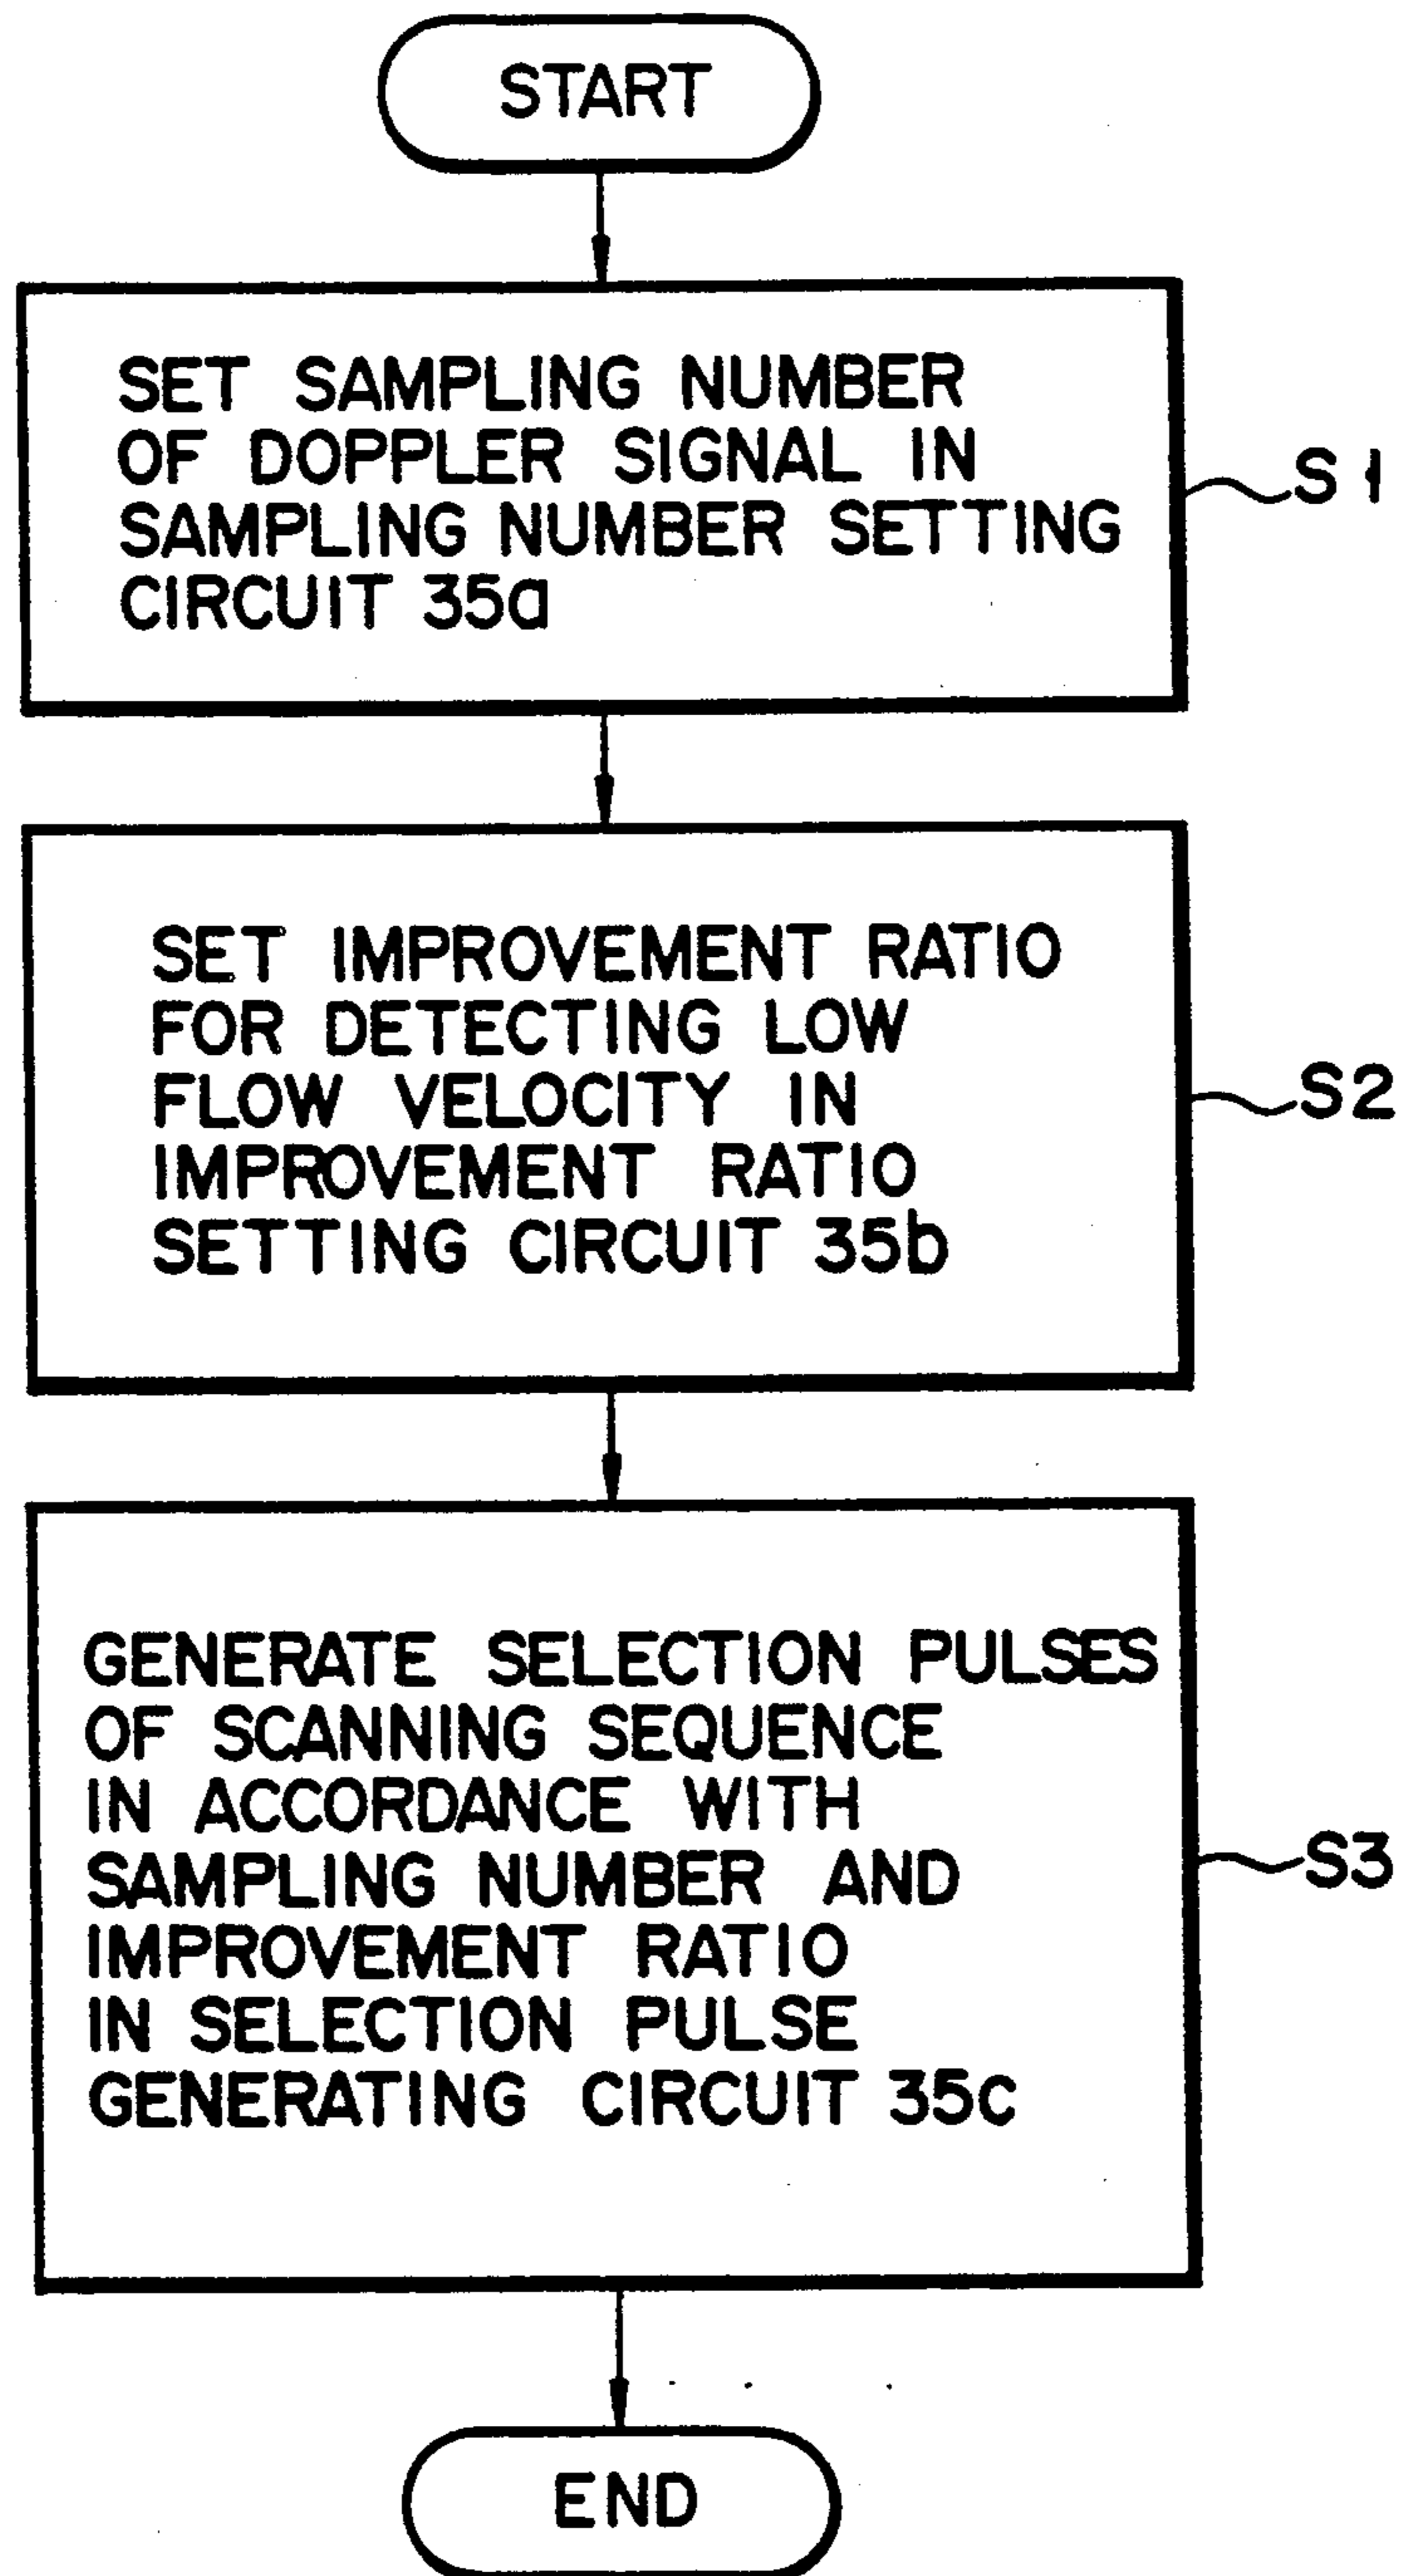 START
SET SAMPLING NUMBER
OF DOPPLER SIGNAL IN
SAMPLING NUMBER SETTING
CIRCUIT 35a
S1
SET IMPROVEMENT RATIO
FOR DETECTING LOW
FLOW VELOCITY IN
IMPROVEMENT RATIO
SETTING CIRCUIT 35b
S2
GENERATE SELECTION PULSES
OF SCANNING SEQUENCE
IN ACCORDANCE WITH
SAMPLING NUMBER AND
IMPROVEMENT RATIO
IN SELECTION PULSE
GENERATING CIRCUIT 35c
S3
END